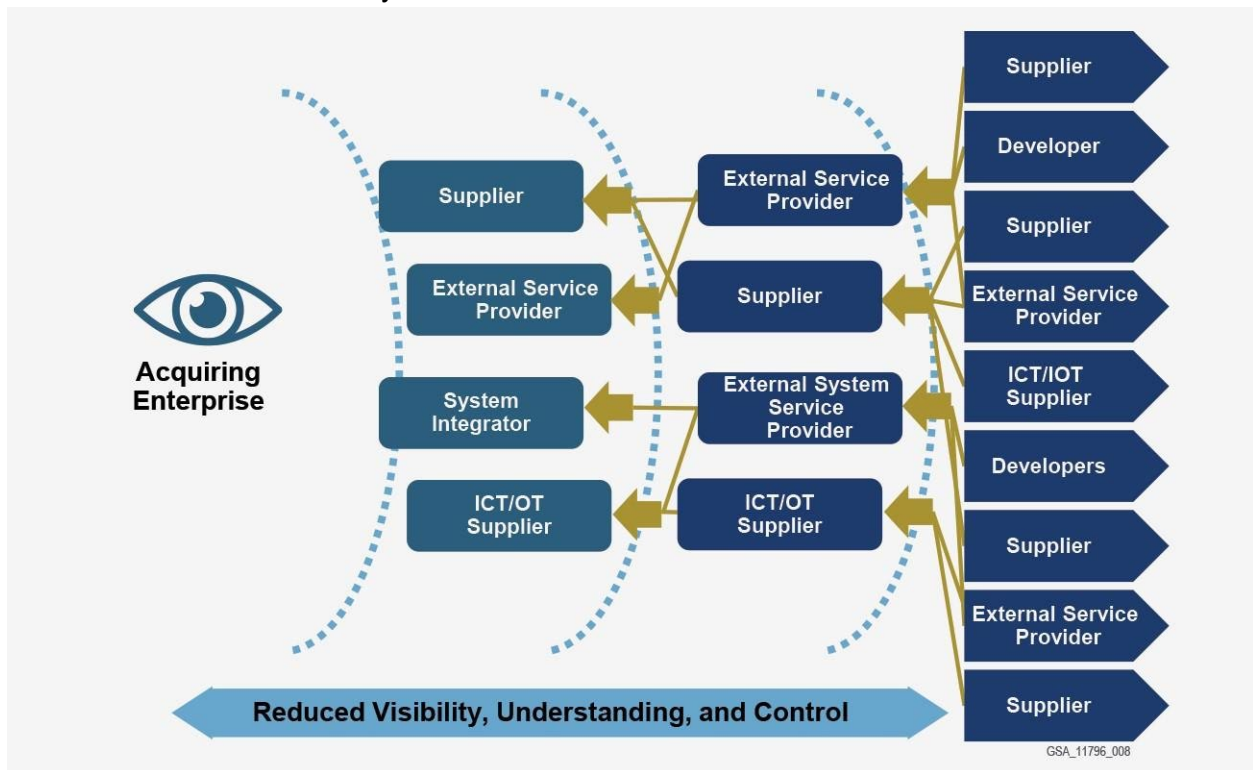 Acquiring
Enterprise
Supplier
External Service
Provider
System
Integrator
ICT/OT
Supplier
External Service
Provider
Supplier
External System
Service
Provider
ICT/OT
Supplier
Supplier
Developer
Supplier
External Service
Provider
ICT/IOT
Supplier
Developers
Supplier
External Service
Provider
Supplier
Reduced Visibility, Understanding, and Control
GSA_11796_008